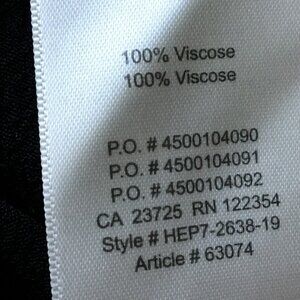 100% Viscose
100% Viscose
P.O. # 4500104090
P.O. # 4500104091
P.O. # 4500104092
CA 23725 RN 122354
Style # HEP7-2638-19
Article # 63074